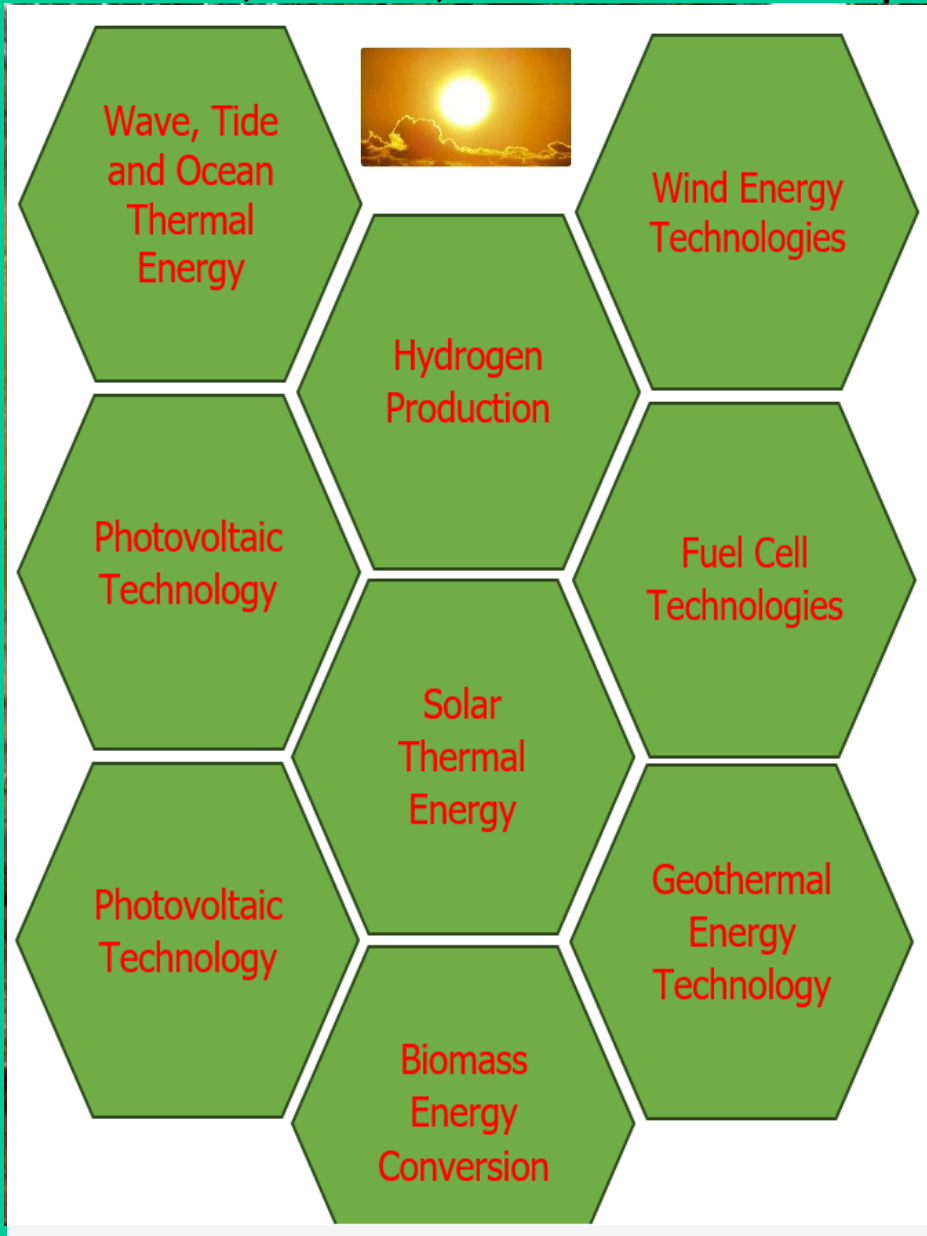 Wave, Tide
and Ocean
Thermal
Energy
Wind Energy
Technologies
Hydrogen
Production
Photovoltaic
Technology
Fuel Cell
Technologies
Solar
Thermal
Energy
Photovoltaic
Technology
Geothermal
Energy
Technology
Biomass
Energy
Conversion